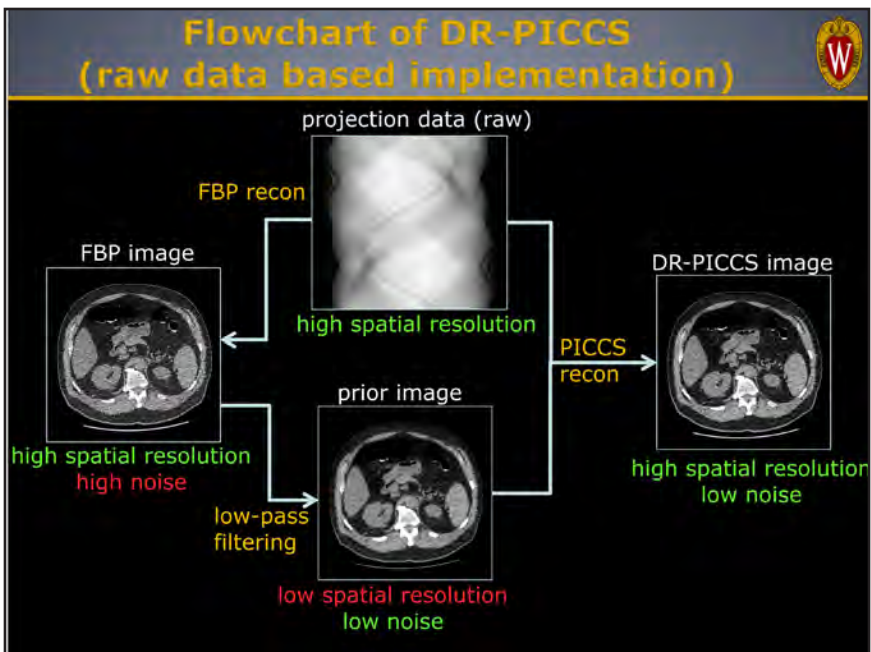 Flowchart of DR-PICCS
(raw data based implementation)
W
projection data (raw)
FBP recon
FBP image
DR-PICCS image
high spatial resolution
PICCS
recon
prior image
high spatial resolution
high noise
high spatial resolution
low noise
low-pass
filtering
low spatial resolution
low noise